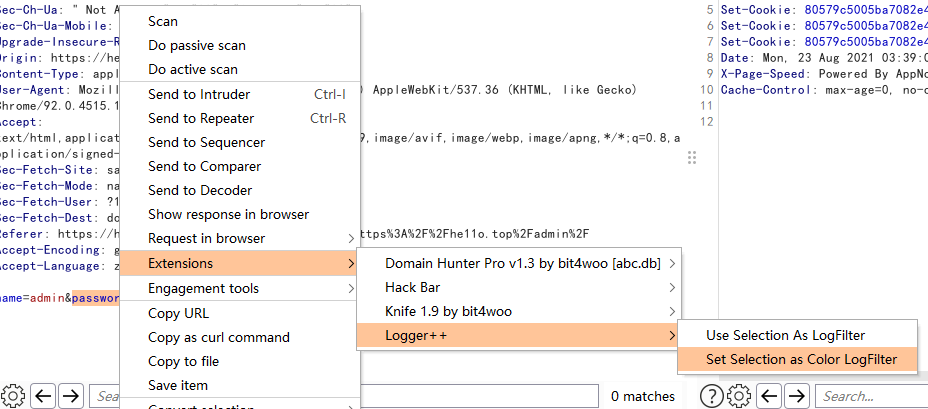 Sec-Ch-Ua: " Not A
Sec-Ch-Ua-Mobile:
Upgrade-Insecure-R
Origin: https://he
Content-Type: appl
User-Agent: Mozill
) AppleWebKit/537.36 (KHTML, like Gecko)
Chrome/92.0.4515.1
Accept:
text/html,applicat
9,image/avif,image/webp,image/apng,*/*;q=0.8,a
pplication/signed-
Sec-Fetch-Site: sa
Sec-Fetch-Mode: na
Sec-Fetch-User: ?1
Sec-Fetch-Dest: do
Referer: https://h
ttps%3A%2F%2Fhe11o.top%2Fadmin%2F
Accept-Encoding: g
Accept-Language: z
name=admin&passwor
Scan
Do passive scan
Do active scan
Send to Intruder Ctrl-I
Send to Repeater Ctrl-R
Send to Sequencer
Send to Comparer
Send to Decoder
Show response in browser
Request in browser
Extensions
Engagement tools
Copy URL
Copy as curl command
Copy to file
Save item
Convert selection
Domain Hunter Pro v1.3 by bit4woo [abc.db]
Hack Bar
Knife 1.9 by bit4woo
Logger++
Use Selection As LogFilter
Set Selection as Color LogFilter
5 Set-Cookie: 80579c5005ba7082e4
6 Set-Cookie: 80579c5005ba7082e4
7 Set-Cookie: 80579c5005ba7082e4
8 Date: Mon, 23 Aug 2021 03:39:0
9 X-Page-Speed: Powered By AppNo
10 Cache-Control: max-age=0, no-c
11
12
Sea
0 matches
Search...